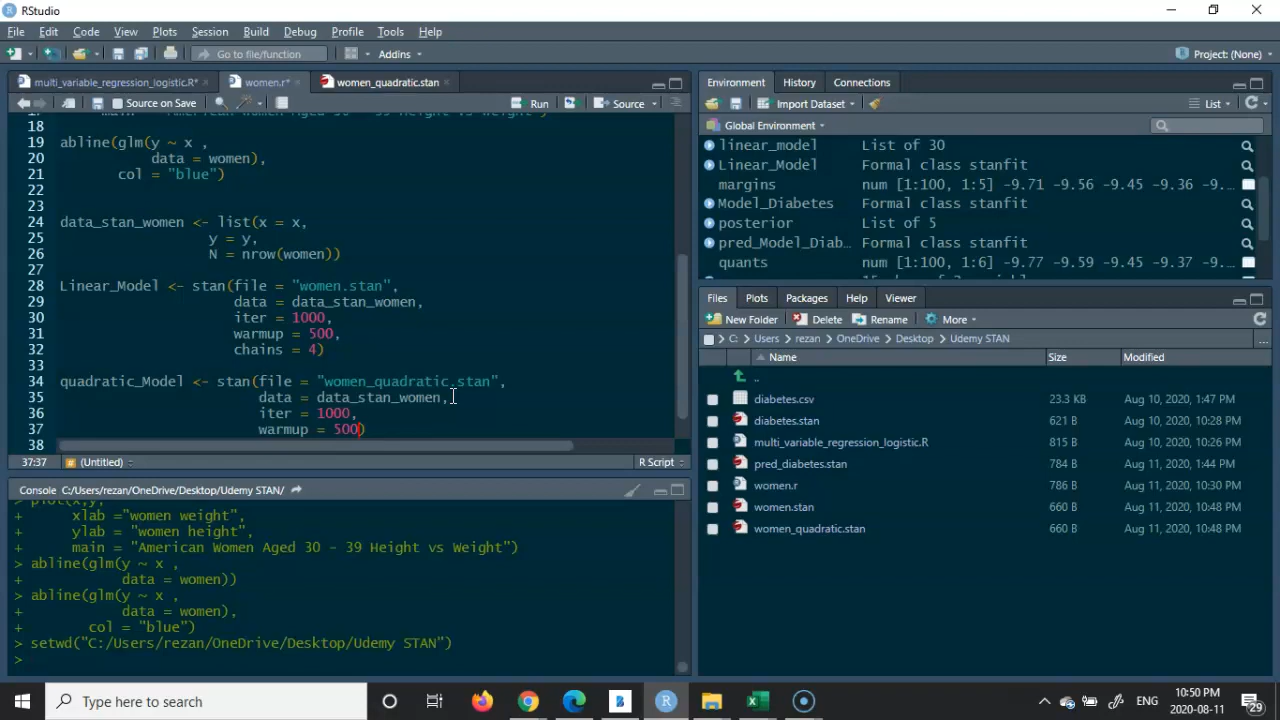 RStudio
File Edit Code View Plots Session Build Debug Profile Tools Help
Go to file/function
Addins
Project: (None)
multi_variable_regression_logistic.R* women.r* women_quadratic.stan
Source on Save
Run
Source
18
19 abline(glm(y ~ x ,
20 data = women),
21 col = "blue")
22
23
24 data_stan_women <- list(x = x,
25 y = y,
26 N = nrow(women))
27
28 Linear_Model <- stan(file = "women.stan",
29 data = data_stan_women,
30 iter = 1000,
31 warmup = 500,
32 chains = 4)
33
34 quadratic_Model <- stan(file = "women_quadratic.stan",
35 data = data_stan_women,
36 iter = 1000,
37 warmup = 500)
38
37:37 (Untitled) R Script
Console C:/Users/rezan/OneDrive/Desktop/Udemy STAN/
> plot(x,y,
+ xlab ="women weight",
+ ylab = "women height",
+ main = "American Women Aged 30 - 39 Height vs Weight")
> abline(glm(y ~ x ,
+ data = women))
> abline(glm(y ~ x ,
+ data = women),
+ col = "blue")
> setwd("C:/Users/rezan/OneDrive/Desktop/Udemy STAN")
>
Environment History Connections
Import Dataset
List
Global Environment
linear_model List of 30
Linear_Model Formal class stanfit
margins num [1:100, 1:5] -9.71 -9.56 -9.45 -9.36 -9....
Model_Diabetes Formal class stanfit
posterior List of 5
pred_Model_Diab... Formal class stanfit
quants num [1:100, 1:6] -9.77 -9.59 -9.45 -9.37 -9....
Files Plots Packages Help Viewer
New Folder Delete Rename More
C: Users rezan OneDrive Desktop Udemy STAN ...
Name Size Modified
..
diabetes.csv 23.3 KB Aug 10, 2020, 1:47 PM
diabetes.stan 621 B Aug 10, 2020, 10:28 PM
multi_variable_regression_logistic.R 815 B Aug 10, 2020, 10:26 PM
pred_diabetes.stan 784 B Aug 11, 2020, 1:44 PM
women.r 786 B Aug 11, 2020, 10:30 PM
women.stan 660 B Aug 11, 2020, 10:48 PM
women_quadratic.stan 660 B Aug 11, 2020, 10:48 PM
Type here to search
ENG
10:50 PM
2020-08-11
29